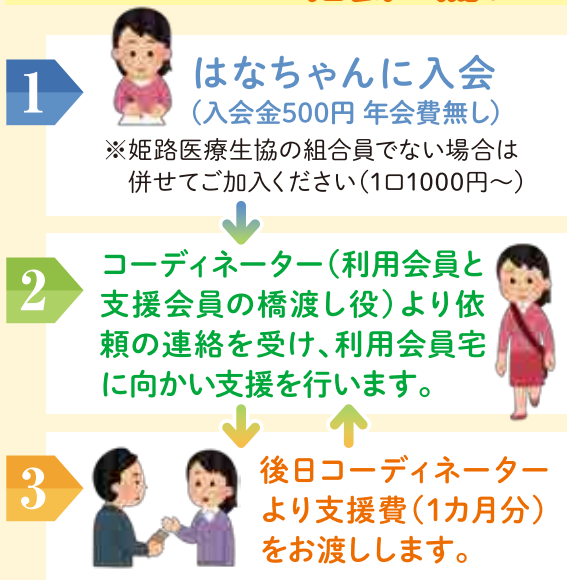 1
はなちゃんに入会
（入会金500円 年会費無し）
※姫路医療生協の組合員でない場合は
併せてご加入ください（1口1000円～）
2
コーディネーター（利用会員と
支援会員の橋渡し役）より依
頼の連絡を受け、利用会員宅
に向かい支援を行います。
3
後日コーディネーター
より支援費（1カ月分）
をお渡しします。